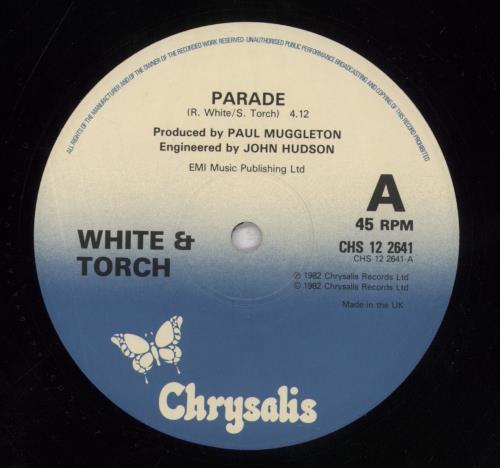 ALL RIGHTS OF THE MANUFACTURER AND OF THE OWNER OF THE RECORDED WORK RESERVED· UNAUTHORISED PUBLIC PERFORMANCE BROADCASTING AND COPYING OF THIS RECORD PROHIBITED
PARADE
(R. White/S. Torch) 4.12
Produced by PAUL MUGGLETON
Engineered by JOHN HUDSON
EMI Music Publishing Ltd
A
45 RPM
WHITE &
TORCH
CHS 12 2641
CHS 12 2641-A
℗ 1982 Chrysalis Records Ltd
© 1982 Chrysalis Records Ltd
Made in the UK
Chrysalis